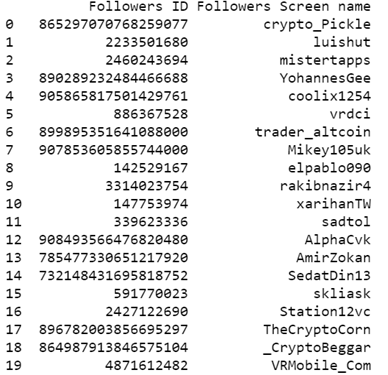 Followers ID Followers Screen name
0 865297070768259077 crypto_Pickle
1 2233501680 luishut
2 2460243694 mistertapps
3 890289232484466688 YohannesGee
4 905865817501429761 coolix1254
5 886367528 vrdci
6 899895351641088000 trader_altcoin
7 907853605855744000 Mikey105uk
8 142529167 elpablo090
9 3314023754 rakibnazir4
10 147753974 xarihanTW
11 339623336 sadtol
12 908493566476820480 AlphaCvk
13 785477330651217920 AmirZokan
14 732148431695818752 SedatDin13
15 591770023 skliask
16 2427122690 Station12vc
17 896782003856695297 TheCryptoCorn
18 864987913846575104 _CryptoBeggar
19 4871612482 VRMobile_Com